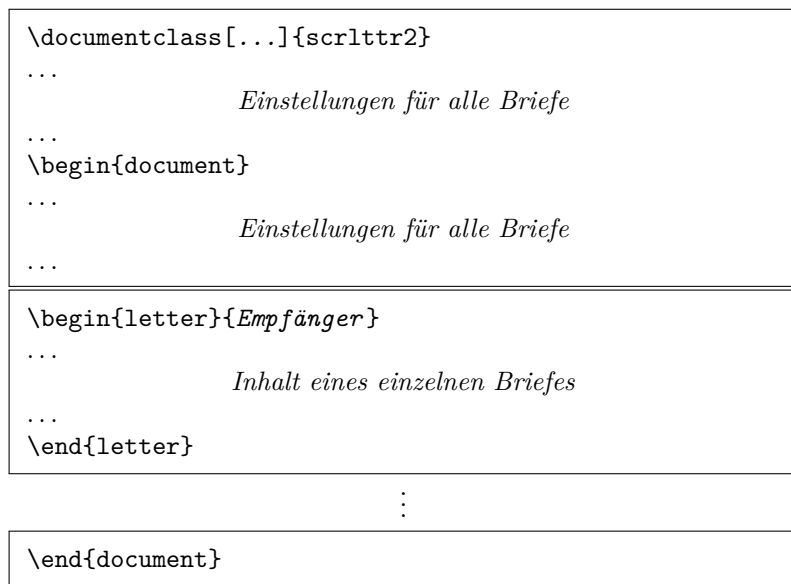 \documentclass[...]{scrlttr2}
...
Einstellungen für alle Briefe
...
\begin{document}
...
Einstellungen für alle Briefe
...
\begin{letter}{Empfänger}
...
Inhalt eines einzelnen Briefes
...
\end{letter}
⋮
\end{document}